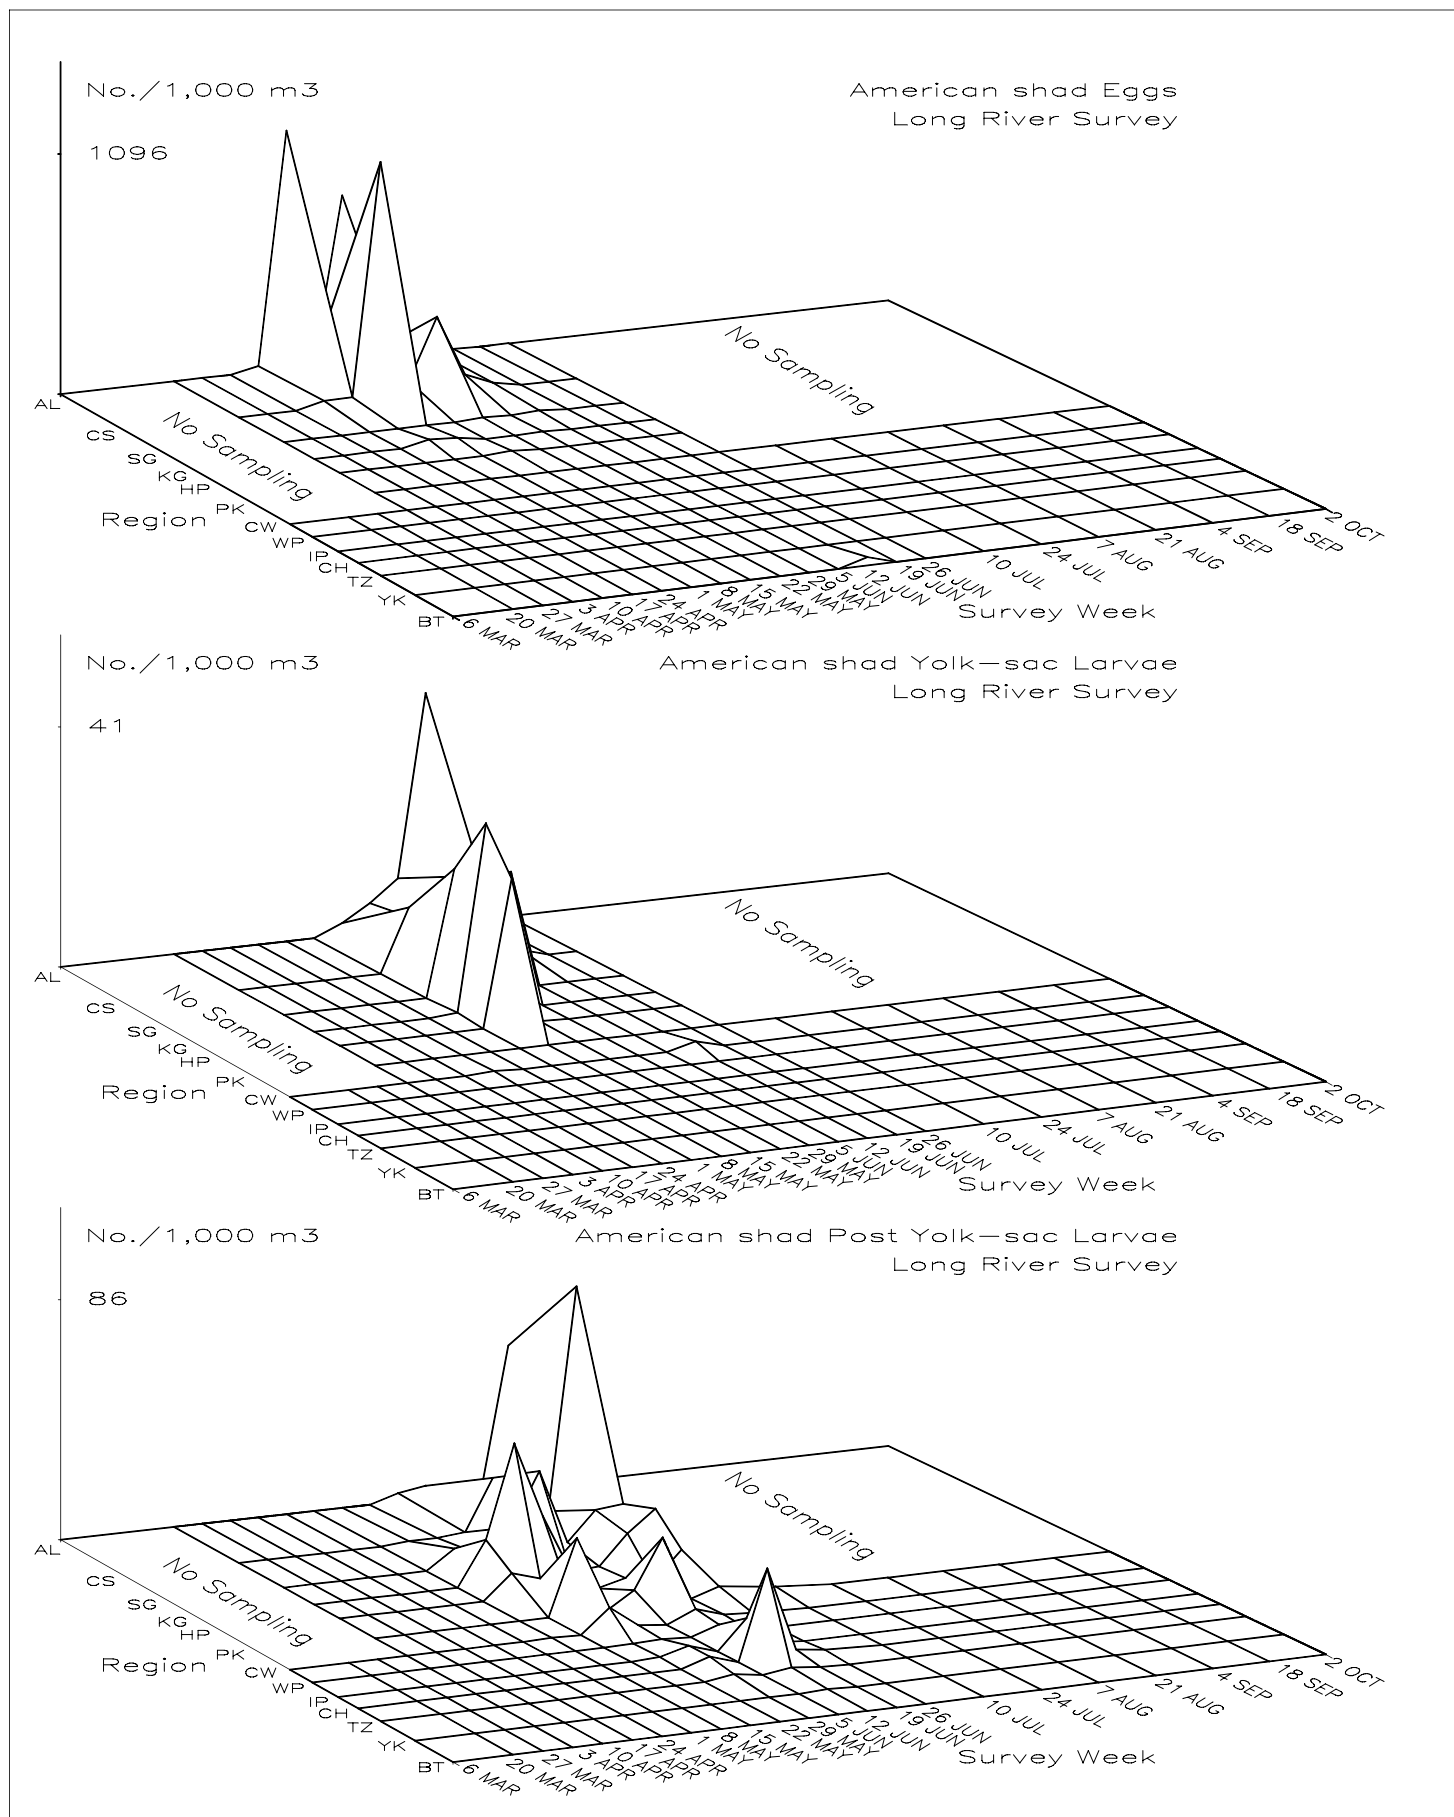 No./1,000 m3
American shad Eggs
Long River Survey
1096
No Sampling
AL
No Sampling
CS
SG
KG
HP
PK
Region
CW
WP
IP
CH
TZ
YK
BT
6 MAR
20 MAR
27 MAR
3 APR
10 APR
17 APR
24 APR
1 MAY
8 MAY
15 MAY
22 MAY
29 MAY
5 JUN
12 JUN
19 JUN
26 JUN
10 JUL
24 JUL
7 AUG
21 AUG
4 SEP
18 SEP
2 OCT
Survey Week
No./1,000 m3
American shad Yolk-sac Larvae
Long River Survey
41
No Sampling
AL
No Sampling
CS
SG
KG
HP
PK
Region
CW
WP
IP
CH
TZ
YK
BT
6 MAR
20 MAR
27 MAR
3 APR
10 APR
17 APR
24 APR
1 MAY
8 MAY
15 MAY
22 MAY
29 MAY
5 JUN
12 JUN
19 JUN
26 JUN
10 JUL
24 JUL
7 AUG
21 AUG
4 SEP
18 SEP
2 OCT
Survey Week
No./1,000 m3
American shad Post Yolk-sac Larvae
Long River Survey
86
No Sampling
AL
No Sampling
CS
SG
KG
HP
PK
Region
CW
WP
IP
CH
TZ
YK
BT
6 MAR
20 MAR
27 MAR
3 APR
10 APR
17 APR
24 APR
1 MAY
8 MAY
15 MAY
22 MAY
29 MAY
5 JUN
12 JUN
19 JUN
26 JUN
10 JUL
24 JUL
7 AUG
21 AUG
4 SEP
18 SEP
2 OCT
Survey Week